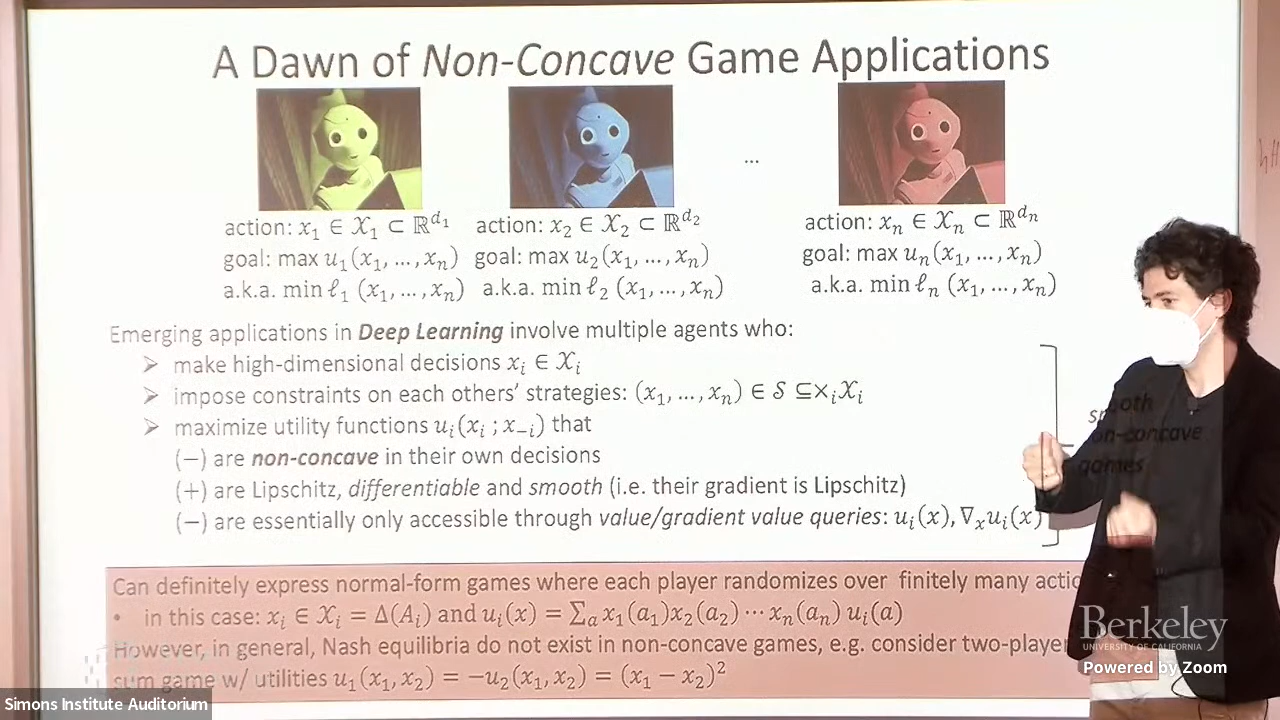 A Dawn of Non-Concave Game Applications
...
action: x₁ ∈ 𝒳₁ ⊂ ℝ^{d₁} action: x₂ ∈ 𝒳₂ ⊂ ℝ^{d₂} action: xₙ ∈ 𝒳ₙ ⊂ ℝ^{dₙ}
goal: max u₁(x₁, …, xₙ) goal: max u₂(x₁, …, xₙ) goal: max uₙ(x₁, …, xₙ)
a.k.a. min ℓ₁ (x₁, …, xₙ) a.k.a. min ℓ₂ (x₁, …, xₙ) a.k.a. min ℓₙ (x₁, …, xₙ)
Emerging applications in Deep Learning involve multiple agents who:
➢ make high-dimensional decisions xᵢ ∈ 𝒳ᵢ
➢ impose constraints on each others' strategies: (x₁, …, xₙ) ∈ 𝒮 ⊆×ᵢ𝒳ᵢ
➢ maximize utility functions uᵢ(xᵢ ; x₋ᵢ) that
(−) are non-concave in their own decisions
(+) are Lipschitz, differentiable and smooth (i.e. their gradient is Lipschitz)
(−) are essentially only accessible through value/gradient value queries: uᵢ(x), ∇ₓuᵢ(x)
smooth
non-concave
games
Can definitely express normal-form games where each player randomizes over finitely many
• in this case: xᵢ ∈ 𝒳ᵢ = Δ(Aᵢ) and uᵢ(x) = ∑ₐ x₁(a₁)x₂(a₂) ⋯ xₙ(aₙ) uᵢ(a)
However, in general, Nash equilibria do not exist in non-concave games, e.g. consider two-player
sum game w/ utilities u₁(x₁, x₂) = −u₂(x₁, x₂) = (x₁ − x₂)²
Berkeley
UNIVERSITY OF CALIFORNIA
Powered by Zoom
Simons Institute Auditorium